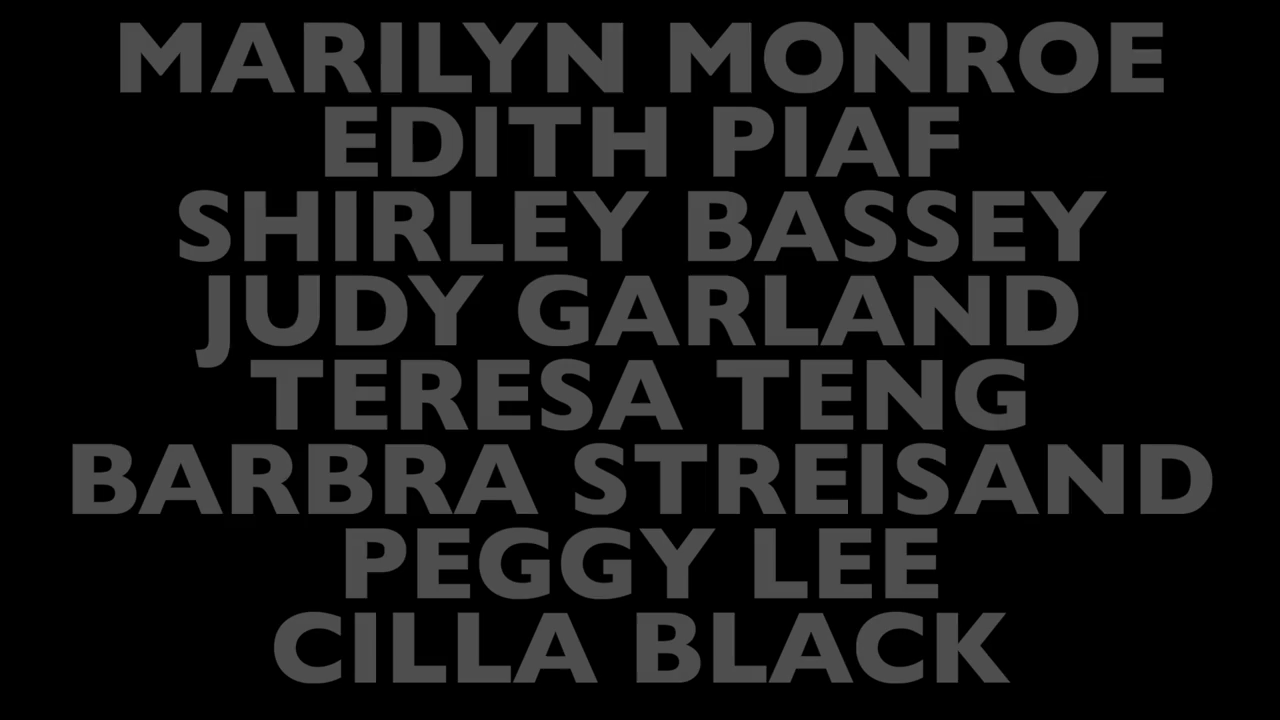 MARILYN MONROE
EDITH PIAF
SHIRLEY BASSEY
JUDY GARLAND
TERESA TENG
BARBRA STREISAND
PEGGY LEE
CILLA BLACK